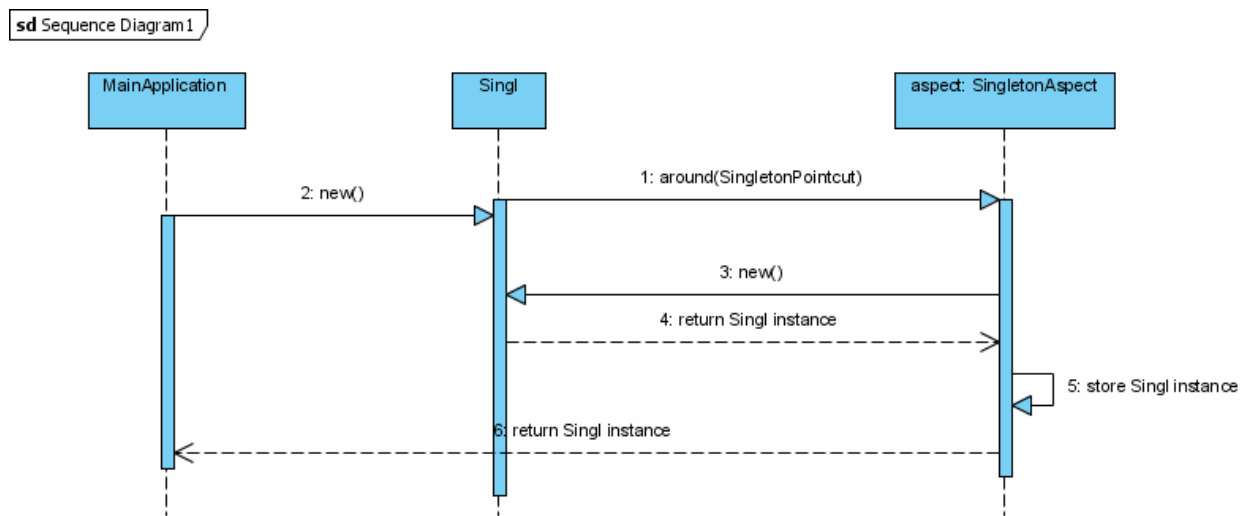 sd Sequence Diagram1
MainApplication
Singl
aspect: SingletonAspect
1: around(SingletonPointcut)
2: new()
3: new()
4: return Singl instance
5: store Singl instance
6: return Singl instance